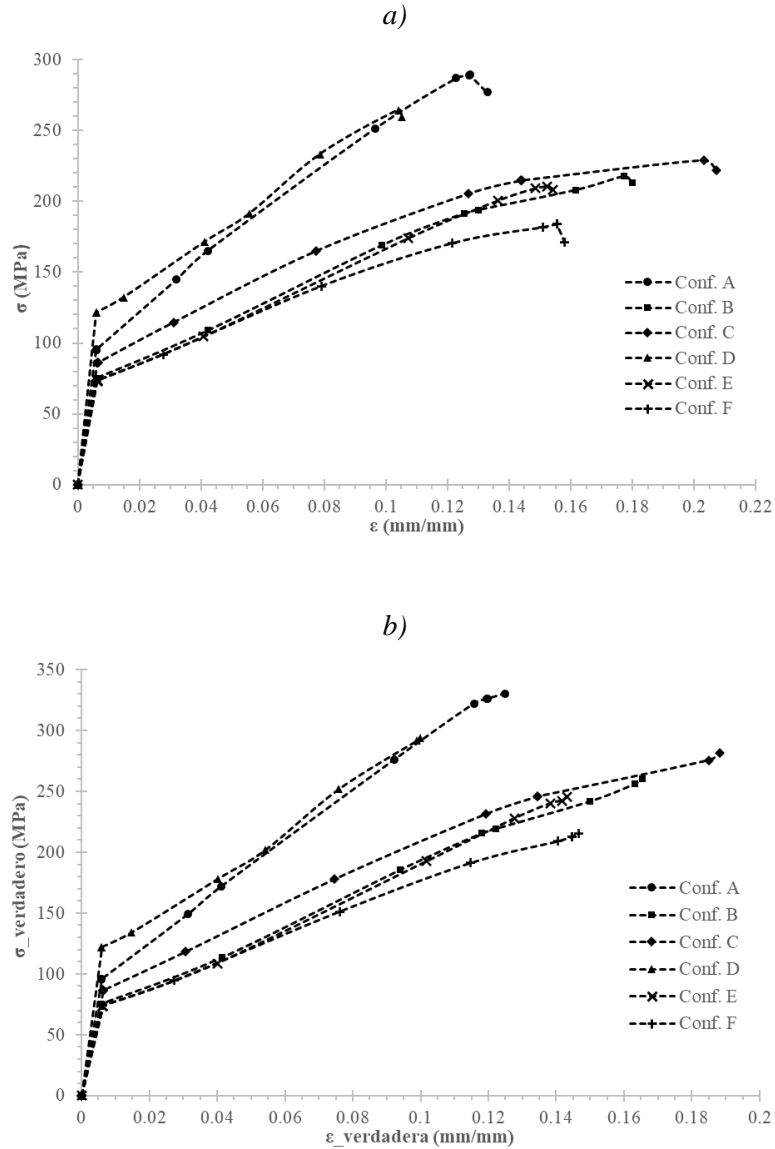 a)
300
250
200
150
100
50
0
σ (MPa)
0
0.02
0.04
0.06
0.08
0.1
0.12
0.14
0.16
0.18
0.2
0.22
ε (mm/mm)
Conf. A
Conf. B
Conf. C
Conf. D
Conf. E
Conf. F
b)
350
300
250
200
150
100
50
0
σ_verdadero (MPa)
0
0.02
0.04
0.06
0.08
0.1
0.12
0.14
0.16
0.18
0.2
ε_verdadera (mm/mm)
Conf. A
Conf. B
Conf. C
Conf. D
Conf. E
Conf. F